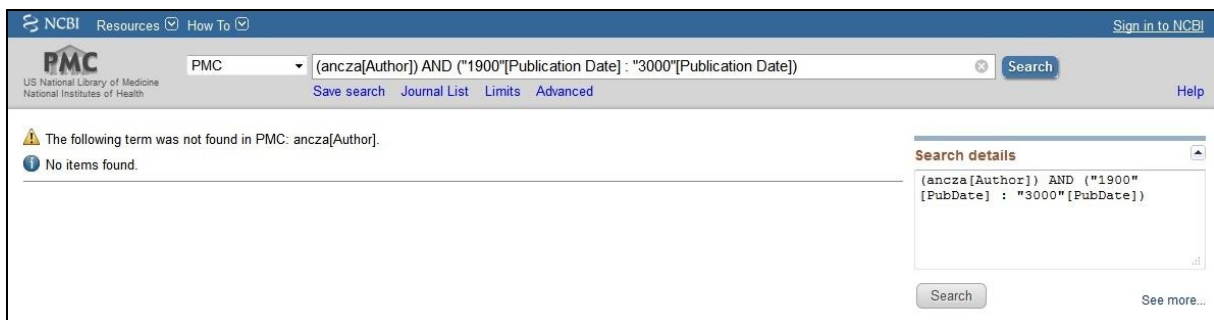 NCBI Resources How To Sign in to NCBI
PMC
US National Library of Medicine
National Institutes of Health
PMC
(ancza[Author]) AND ("1900"[Publication Date] : "3000"[Publication Date])
Search
Save search Journal List Limits Advanced
Help
The following term was not found in PMC: ancza[Author].
No items found.
Search details
(ancza[Author]) AND ("1900"
[PubDate] : "3000"[PubDate])
Search
See more...